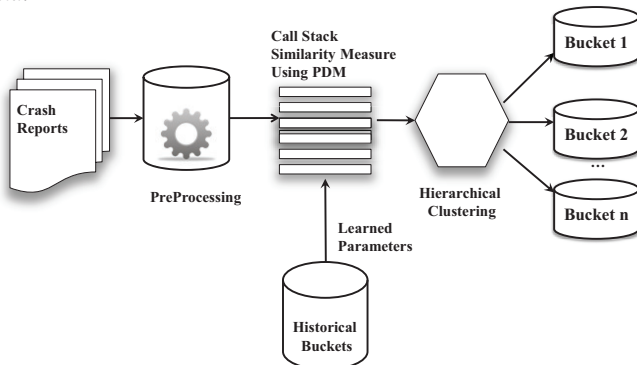 Call Stack
Similarity Measure
Using PDM
Crash
Reports
PreProcessing
Hierarchical
Clustering
Bucket 1
Bucket 2
...
Bucket n
Learned
Parameters
Historical
Buckets